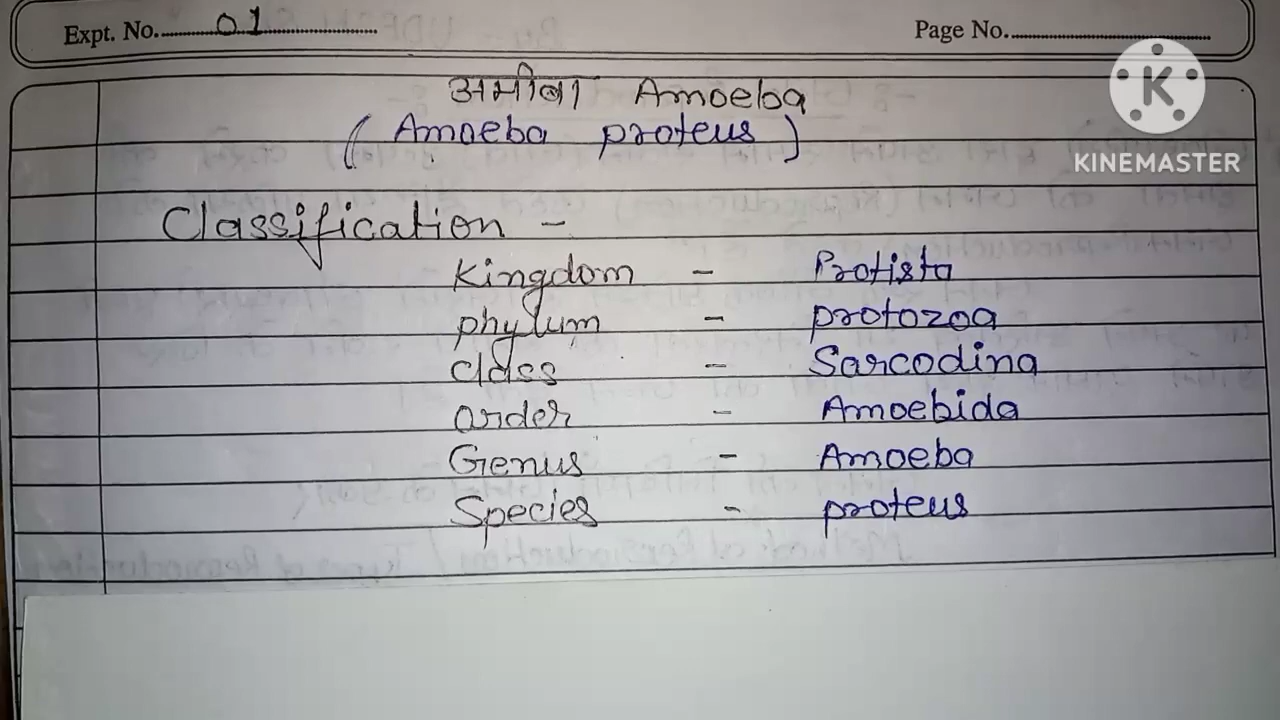 Expt. No. 01
Page No.
अमीबा Amoeba
(Amoeba proteus)
KINEMASTER
Classification -
Kingdom - Protista
phylum - protozoa
class - Sarcodina
order - Amoebida
Genus - Amoeba
Species - proteus